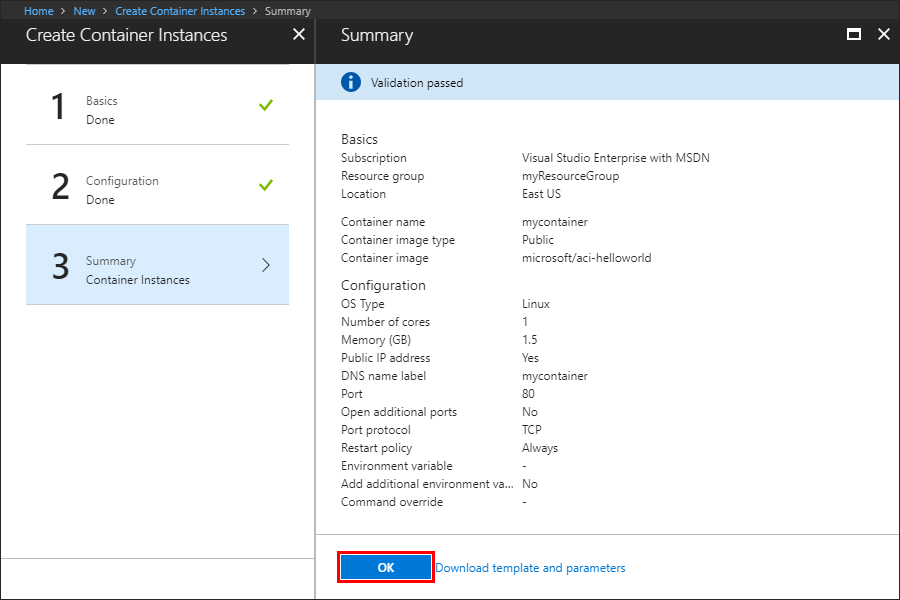 Home > New > Create Container Instances > Summary
Create Container Instances
1
Basics
Done
2
Configuration
Done
3
Summary
Container Instances
Summary
Validation passed
Basics
Subscription Visual Studio Enterprise with MSDN
Resource group myResourceGroup
Location East US
Container name mycontainer
Container image type Public
Container image microsoft/aci-helloworld
Configuration
OS Type Linux
Number of cores 1
Memory (GB) 1.5
Public IP address Yes
DNS name label mycontainer
Port 80
Open additional ports No
Port protocol TCP
Restart policy Always
Environment variable -
Add additional environment va... No
Command override -
OK Download template and parameters